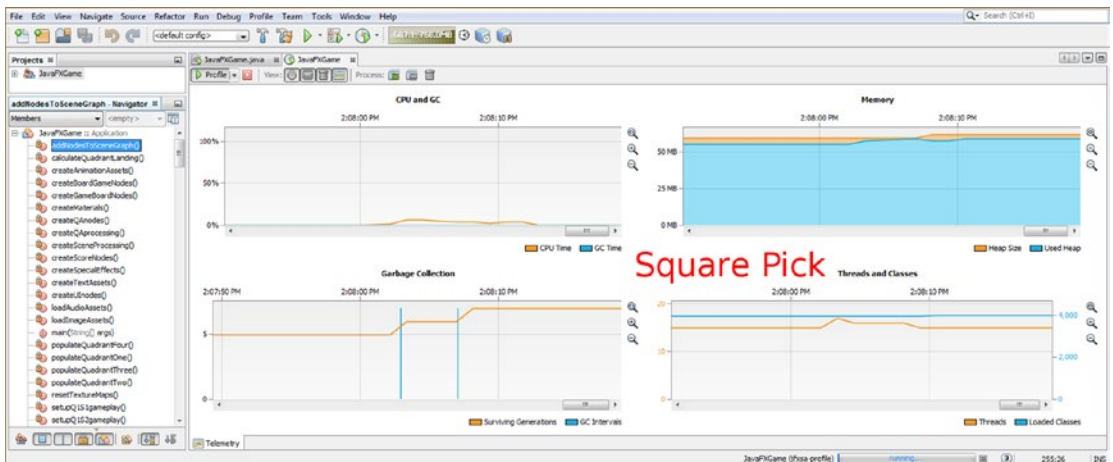 File Edit View Navigate Source Refactor Run Debug Profile Team Tools Window Help
Search (Ctrl+I)
<default config>
Projects
JavaFXGame.java
JavaFXGame
JavaFXGame
Profile
View:
Process:
addNodesToSceneGraph - Navigator
Members
<empty>
JavaFXGame :: Application
addNodesToSceneGraph()
calculateQuadrantLanding()
createAnimationAssets()
createBoardGameNodes()
createGameBoardNodes()
createMaterials()
createQAnodes()
createQAprocessing()
createSceneProcessing()
createScoreNodes()
createSpecialEffects()
createTextAssets()
createUInodes()
loadAudioAssets()
loadImageAssets()
main(String[] args)
populateQuadrantFour()
populateQuadrantOne()
populateQuadrantThree()
populateQuadrantTwo()
resetTextureMaps()
setupQ1S1gameplay()
setupQ1S2gameplay()
CPU and GC
2:08:00 PM 2:08:10 PM
100%
50%
0%
CPU Time GC Time
Memory
2:08:00 PM 2:08:10 PM
50 MB
25 MB
0 MB
Heap Size Used Heap
Square Pick
Garbage Collection
2:07:50 PM 2:08:00 PM 2:08:10 PM
5
0
Surviving Generations GC Intervals
Threads and Classes
2:08:00 PM 2:08:10 PM
20
10
0
4,000
2,000
0
Threads Loaded Classes
Telemetry
JavaFXGame (jfxsa-profile) running... 255:26 INS